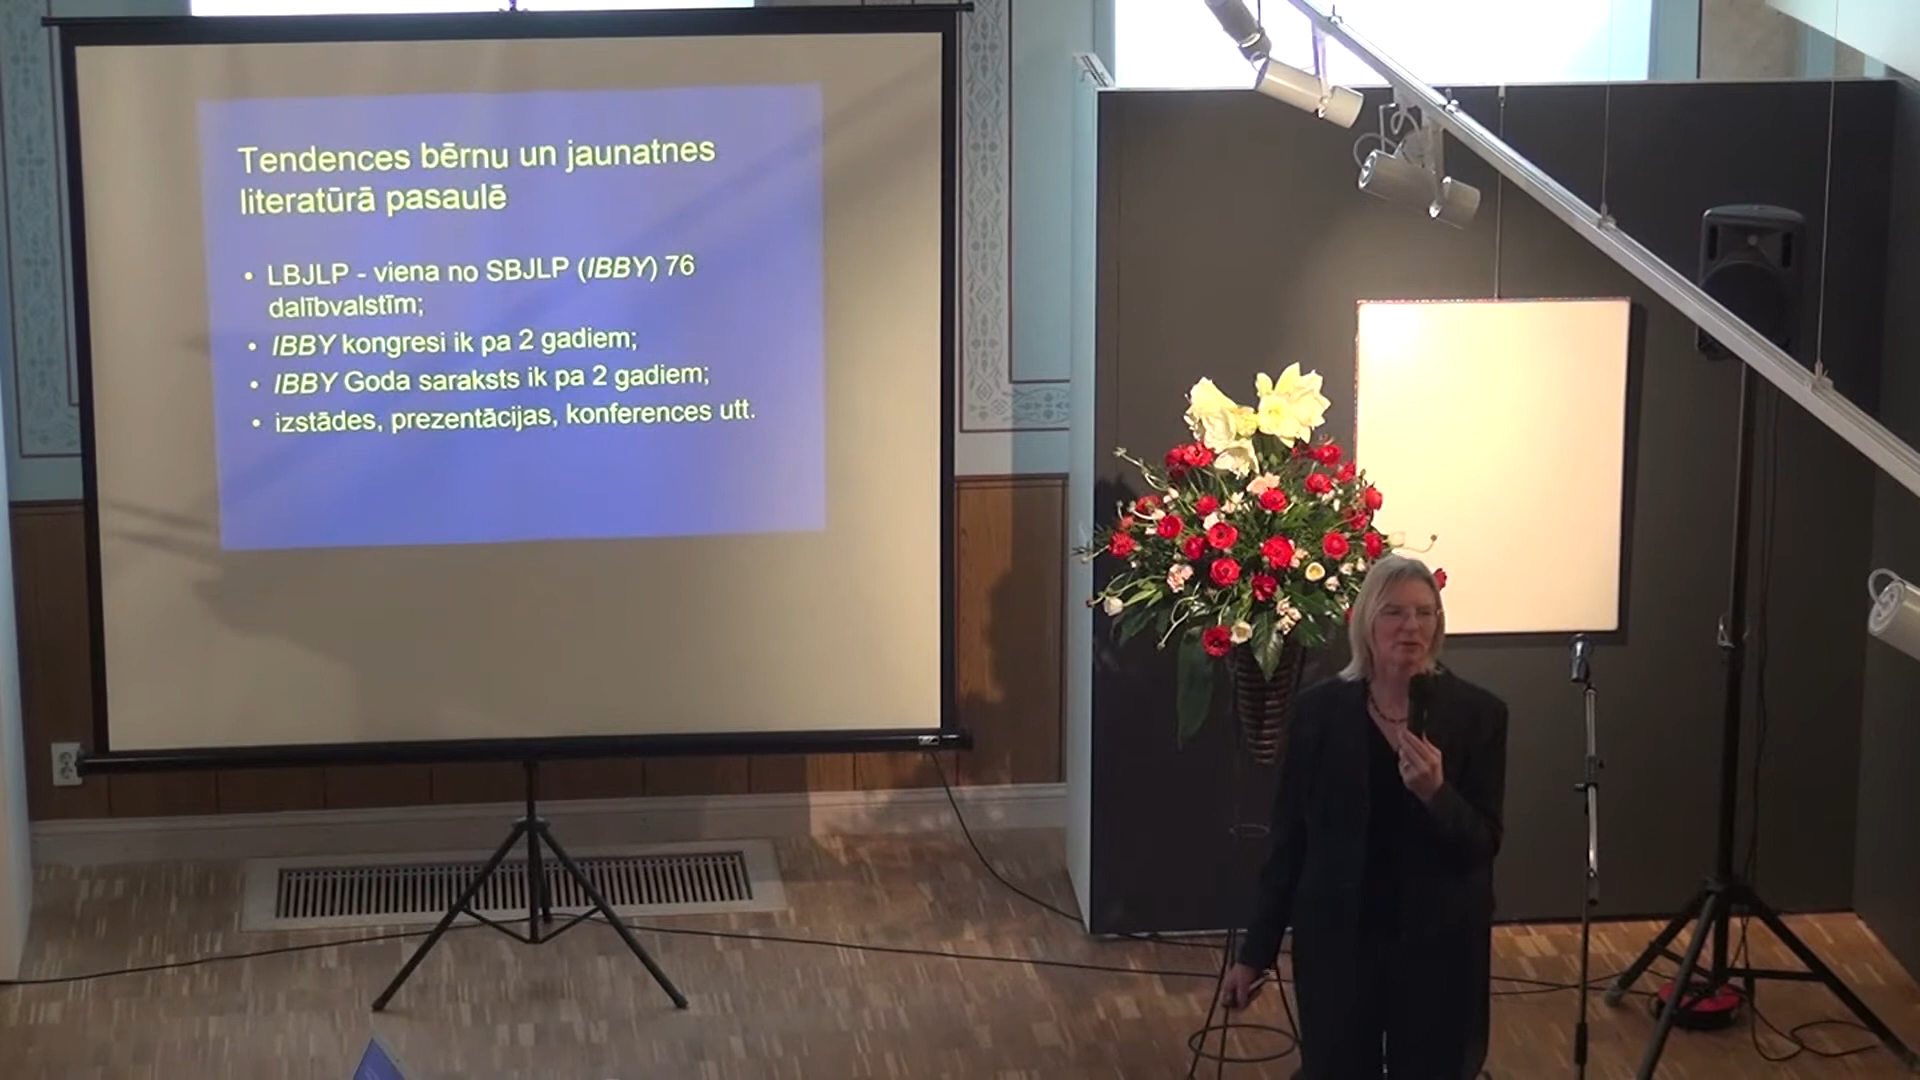 Tendences bērnu un jaunatnes
literatūrā pasaulē
• LBJLP - viena no SBJLP (IBBY) 76
dalībvalstīm;
• IBBY kongresi ik pa 2 gadiem;
• IBBY Goda saraksts ik pa 2 gadiem;
• izstādes, prezentācijas, konferences utt.